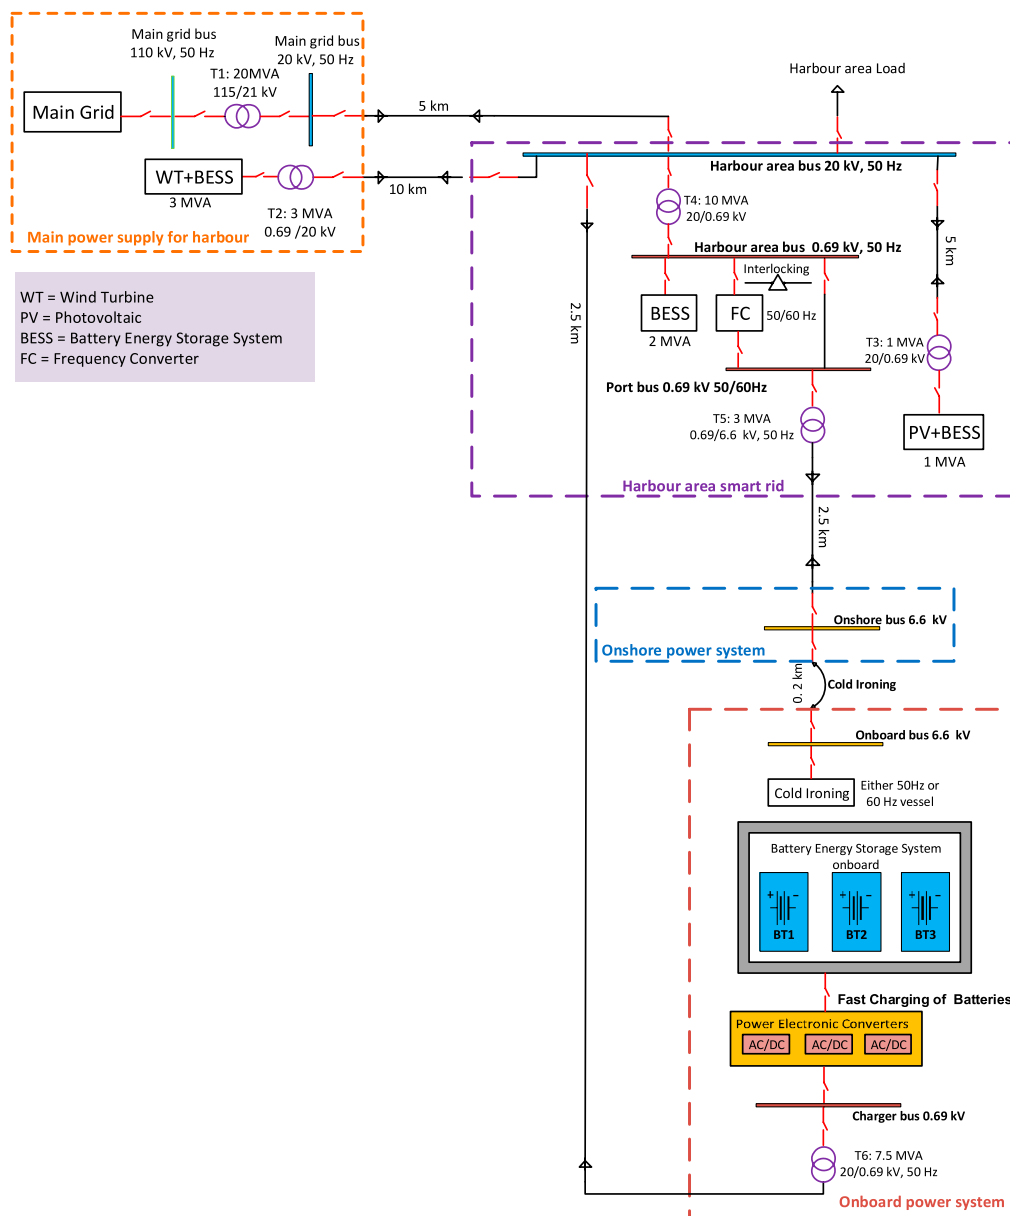 Main grid bus
110 kV, 50 Hz
Main grid bus
20 kV, 50 Hz
T1: 20MVA
115/21 kV
Main Grid
5 km
WT+BESS
3 MVA
10 km
T2: 3 MVA
0.69 /20 kV
Main power supply for harbour
WT = Wind Turbine
PV = Photovoltaic
BESS = Battery Energy Storage System
FC = Frequency Converter
Harbour area Load
Harbour area bus 20 kV, 50 Hz
T4: 10 MVA
20/0.69 kV
Harbour area bus  0.69 kV, 50 Hz
Interlocking
5 km
BESS
2 MVA
FC
50/60 Hz
2.5 km
T3: 1 MVA
20/0.69 kV
Port bus 0.69 kV 50/60Hz
T5: 3 MVA
0.69/6.6  kV, 50 Hz
PV+BESS
1 MVA
Harbour area smart rid
2.5 km
Onshore bus 6.6  kV
Onshore power system
0. 2 km
Cold Ironing
Onboard bus 6.6  kV
Cold Ironing
Either 50Hz or
60 Hz vessel
Battery Energy Storage System
onboard
+ − + − + −
BT1 BT2 BT3
Fast Charging of  Batteries
Power Electronic Converters
AC/DC AC/DC AC/DC
Charger bus 0.69 kV
T6: 7.5 MVA
20/0.69 kV, 50 Hz
Onboard power system